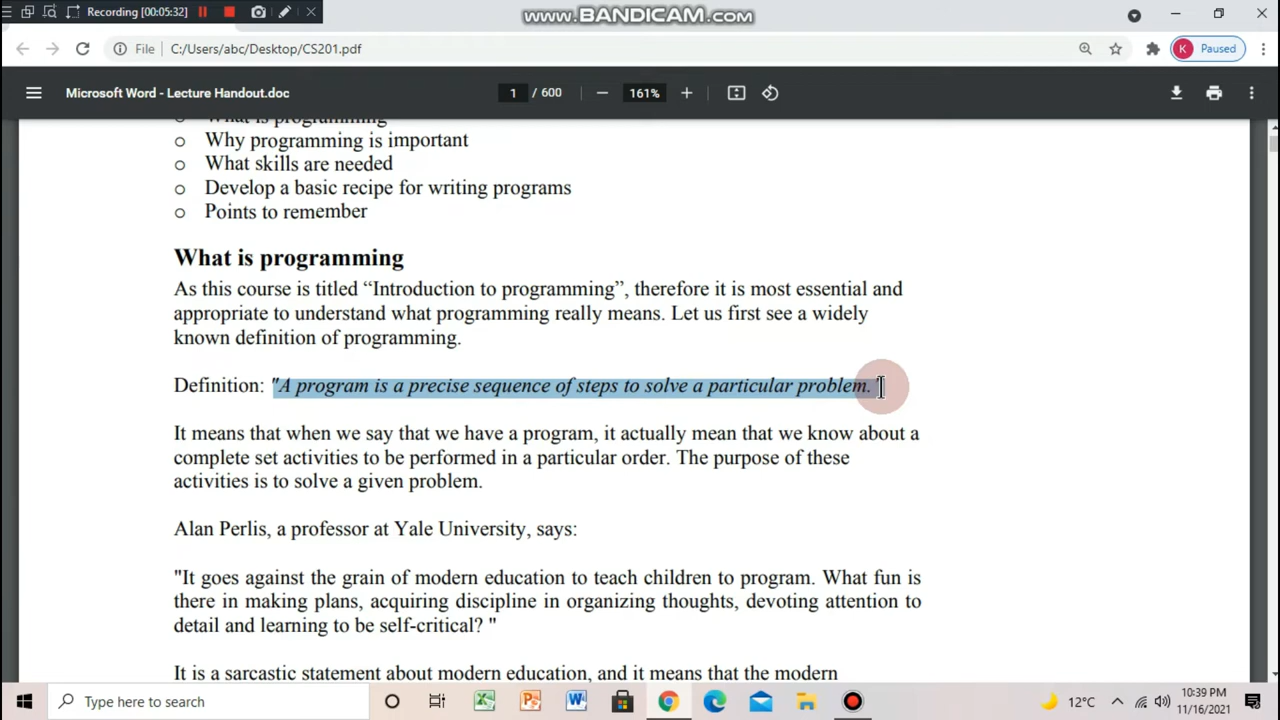 Recording [00:05:32]
www.BANDICAM.com
File C:/Users/abc/Desktop/CS201.pdf
K Paused
Microsoft Word - Lecture Handout.doc
1 / 600
161%
o What is programming
o Why programming is important
o What skills are needed
o Develop a basic recipe for writing programs
o Points to remember
What is programming
As this course is titled “Introduction to programming”, therefore it is most essential and
appropriate to understand what programming really means. Let us first see a widely
known definition of programming.
Definition: "A program is a precise sequence of steps to solve a particular problem."
It means that when we say that we have a program, it actually mean that we know about a
complete set activities to be performed in a particular order. The purpose of these
activities is to solve a given problem.
Alan Perlis, a professor at Yale University, says:
"It goes against the grain of modern education to teach children to program. What fun is
there in making plans, acquiring discipline in organizing thoughts, devoting attention to
detail and learning to be self-critical? "
It is a sarcastic statement about modern education, and it means that the modern
Type here to search
12°C
10:39 PM
11/16/2021